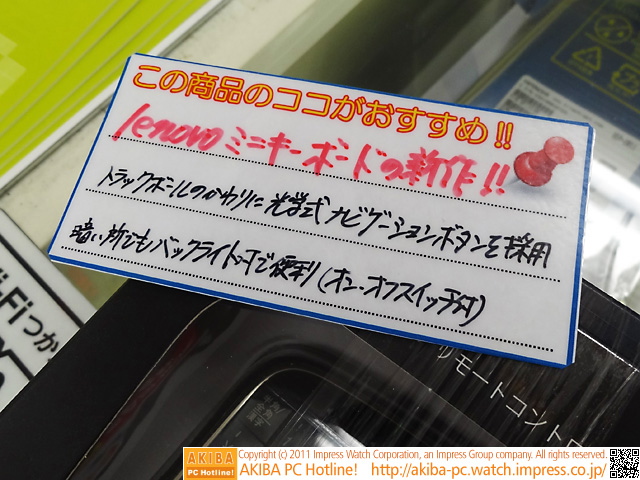 この商品のココがおすすめ!!
lenovo ミニキーボードの新作!!
トラックボールのかわりに光学式ナビゲーションボタンを採用
暗い所でもバックライト付で便利(オン・オフスイッチ付)
Fiつか
リモートコントロ
AKIBA PC Hotline!
Copyright (c) 2011 Impress Watch Corporation, an Impress Group company. All rights reserved.
AKIBA PC Hotline! http://akiba-pc.watch.impress.co.jp/